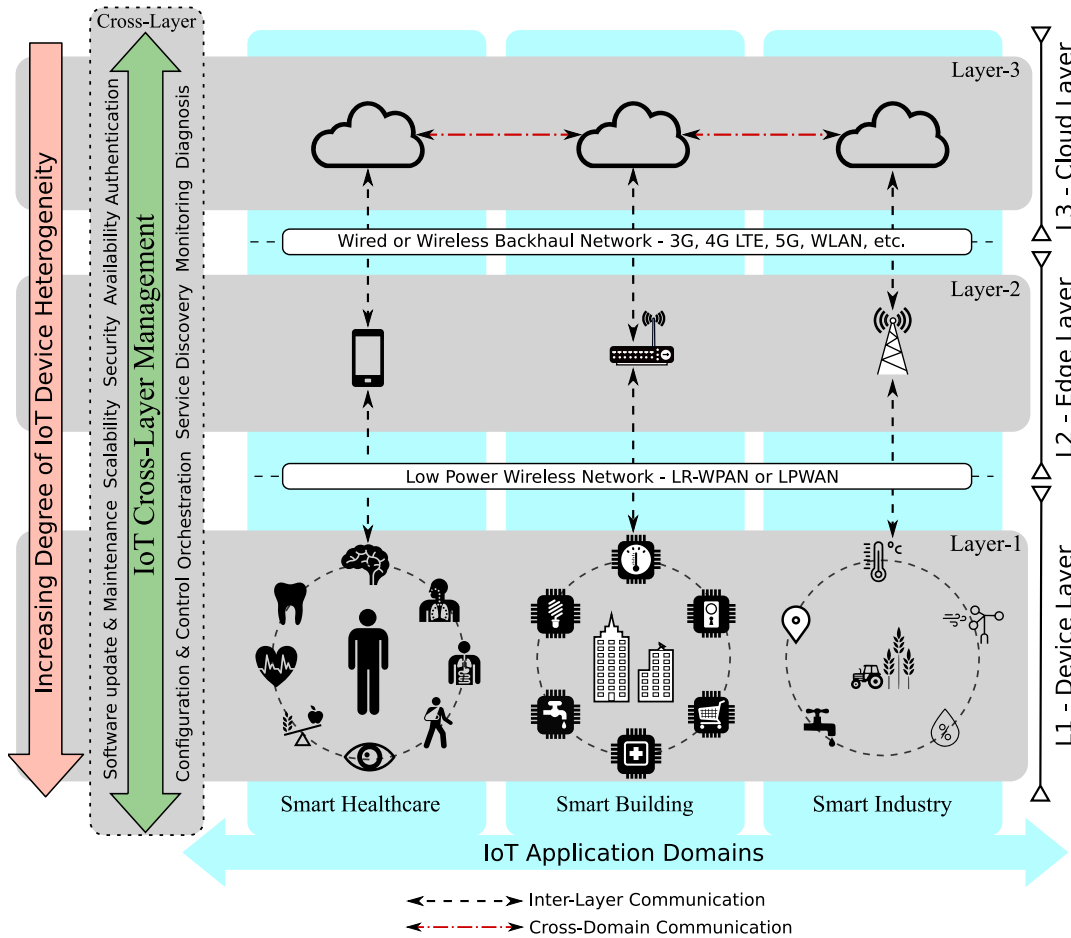 Cross-Layer
Increasing Degree of IoT Device Heterogeneity
Software update & Maintenance Scalability Security Availability Authentication
IoT Cross-Layer Management
Configuration & Control Orchestration Service Discovery Monitoring Diagnosis
Layer-3
L3 - Cloud Layer
Wired or Wireless Backhaul Network - 3G, 4G LTE, 5G, WLAN, etc.
Layer-2
L2 - Edge Layer
Low Power Wireless Network - LR-WPAN or LPWAN
Layer-1
L1 - Device Layer
°c
%
Smart Healthcare
Smart Building
Smart Industry
IoT Application Domains
Inter-Layer Communication
Cross-Domain Communication